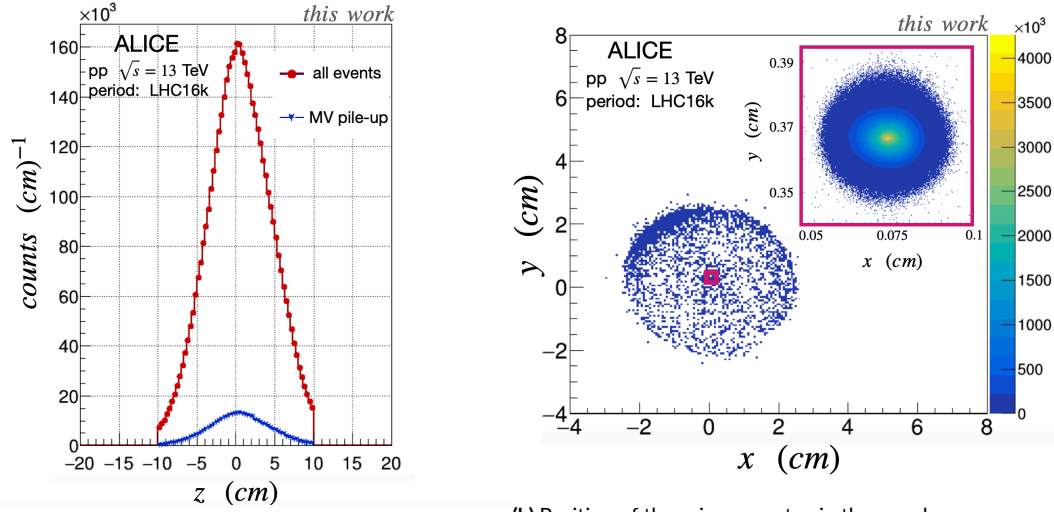 ×10³
this work
ALICE
pp √s = 13 TeV
period: LHC16k
all events
MV pile-up
counts (cm)⁻¹
160
140
120
100
80
60
40
20
0
−20 −15 −10 −5 0 5 10 15 20
z (cm)
this work
×10³
ALICE
pp √s = 13 TeV
period: LHC16k
y (cm)
8
6
4
2
0
−2
−4
−4 −2 0 2 4 6 8
x (cm)
y (cm)
0.39
0.37
0.35
0.05 0.075 0.1
x (cm)
4000
3500
3000
2500
2000
1500
1000
500
0